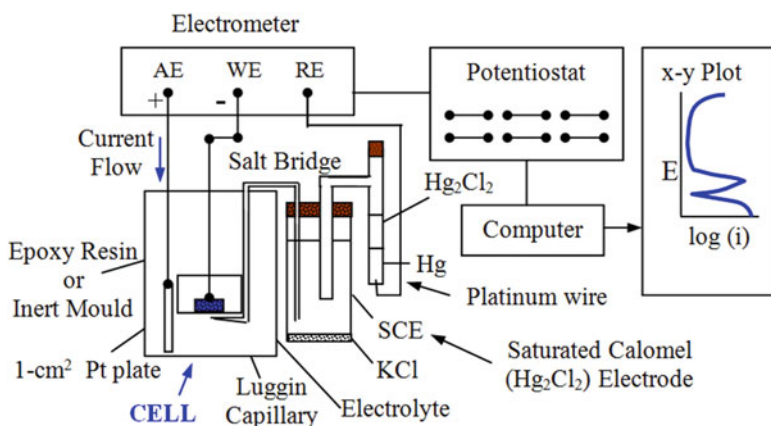 Electrometer
AE WE RE
+ -
Potentiostat
x-y Plot
E
log (i)
Current
Flow
Salt Bridge
Hg₂Cl₂
Computer
Epoxy Resin
or
Inert Mould
Hg
Platinum wire
SCE
KCl
Saturated Calomel
(Hg₂Cl₂) Electrode
1-cm² Pt plate
CELL
Luggin
Capillary
Electrolyte